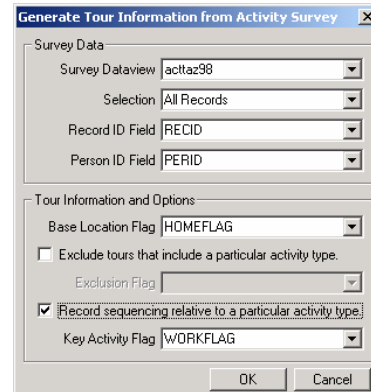 Generate Tour Information from Activity Survey
Survey Data
Survey Dataview acttaz98
Selection All Records
Record ID Field RECID
Person ID Field PERID
Tour Information and Options
Base Location Flag HOMEFLAG
Exclude tours that include a particular activity type.
Exclusion Flag
Record sequencing relative to a particular activity type.
Key Activity Flag WORKFLAG
OK Cancel